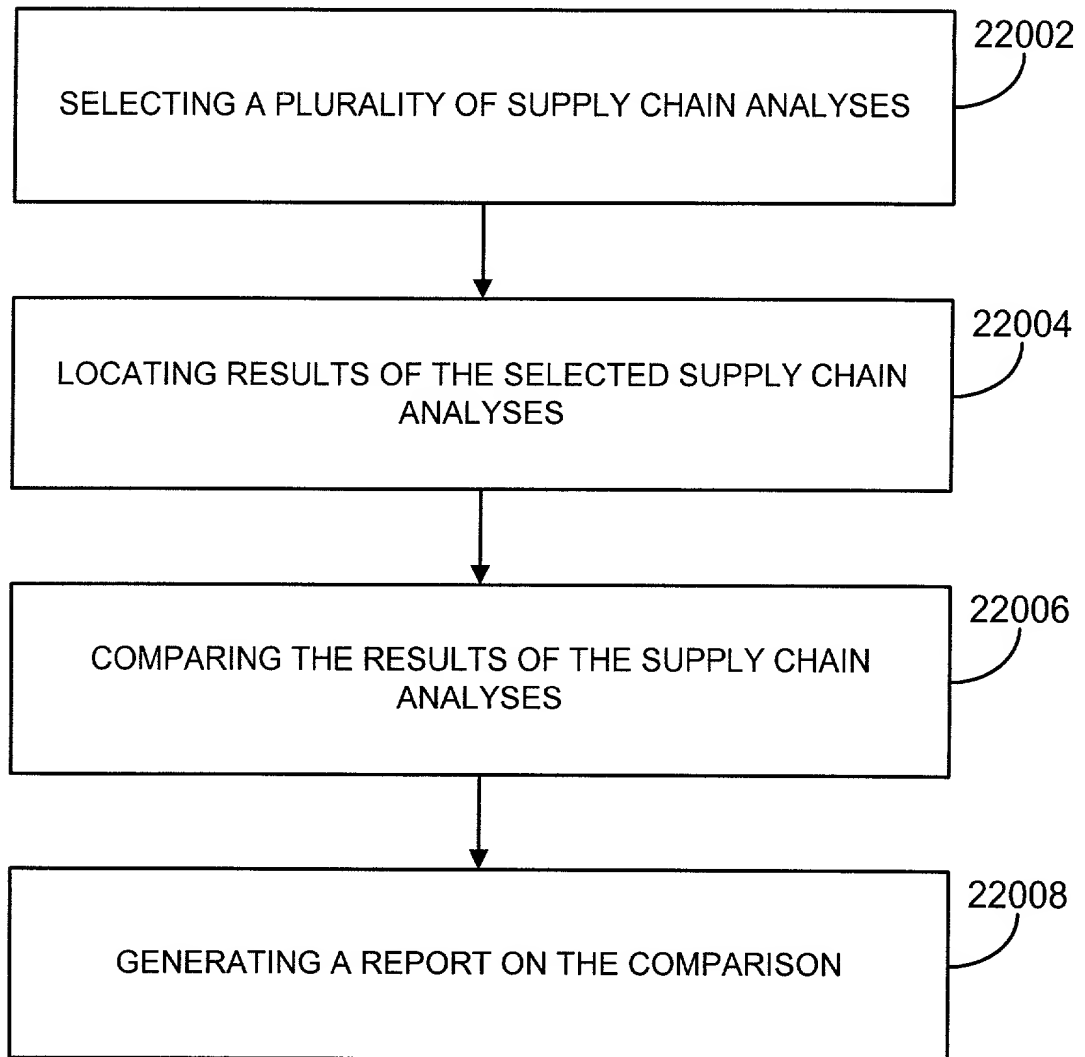 22002
SELECTING A PLURALITY OF SUPPLY CHAIN ANALYSES
22004
LOCATING RESULTS OF THE SELECTED SUPPLY CHAIN
ANALYSES
22006
COMPARING THE RESULTS OF THE SUPPLY CHAIN
ANALYSES
22008
GENERATING A REPORT ON THE COMPARISON